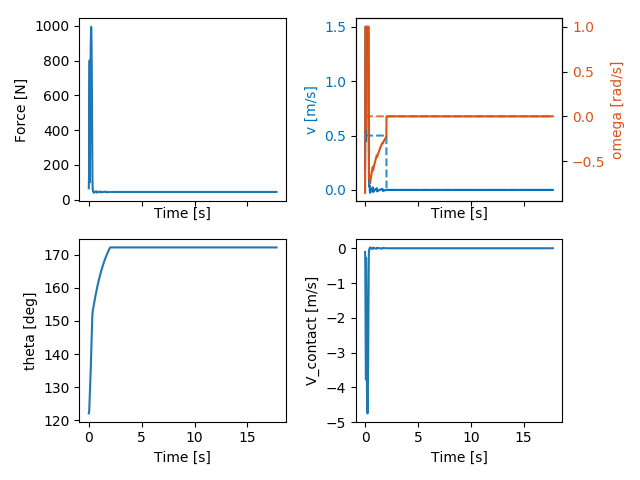 Force [N]
1000
800
600
400
200
0
Time [s]
v [m/s]
1.5
1.0
0.5
0.0
Time [s]
1.0
0.5
0.0
−0.5
omega [rad/s]
theta [deg]
170
160
150
140
130
120
0 5 10 15
Time [s]
V_contact [m/s]
0
−1
−2
−3
−4
−5
0 5 10 15
Time [s]